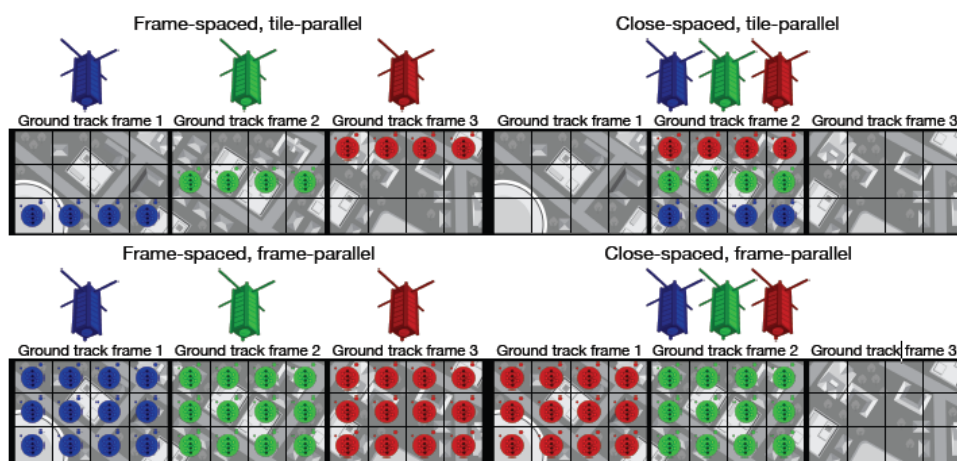 Frame-spaced, tile-parallel
Close-spaced, tile-parallel
Ground track frame 1 Ground track frame 2 Ground track frame 3 Ground track frame 1 Ground track frame 2 Ground track frame 3
Frame-spaced, frame-parallel
Close-spaced, frame-parallel
Ground track frame 1 Ground track frame 2 Ground track frame 3 Ground track frame 1 Ground track frame 2 Ground track frame 3